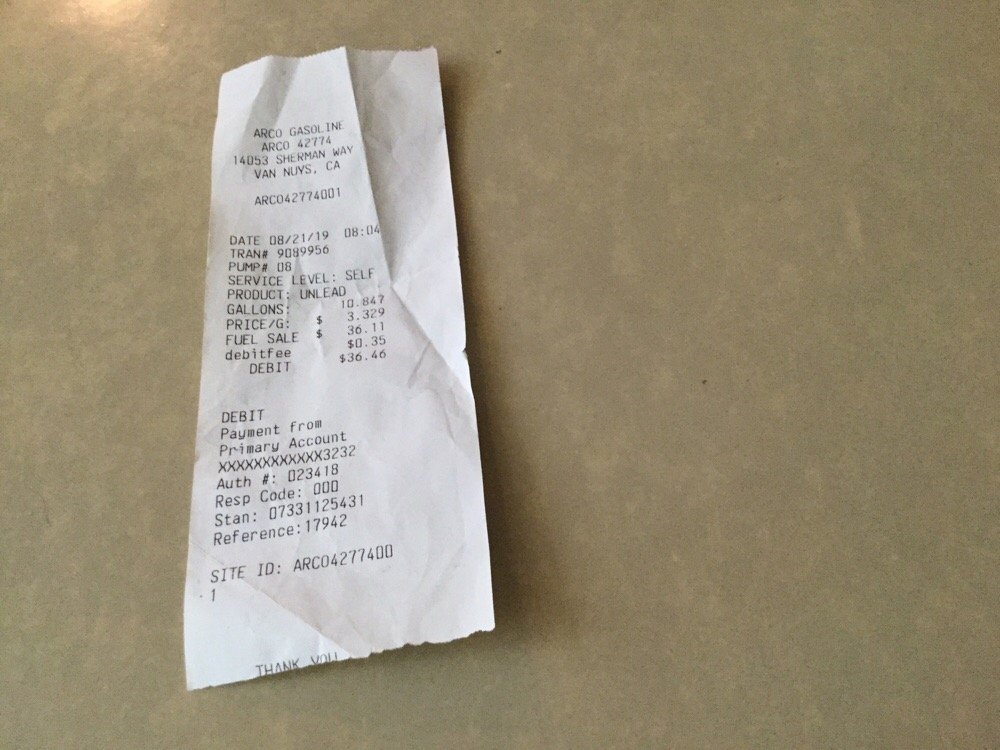 ARCO GASOLINE
ARCO 42774
14053 SHERMAN WAY
VAN NUYS, CA
ARCO42774001
DATE 08/21/19 08:04
TRAN# 9089956
PUMP# 08
SERVICE LEVEL: SELF
PRODUCT: UNLEAD
GALLONS: 10.847
PRICE/G: $ 3.329
FUEL SALE $ 36.11
debitfee $0.35
DEBIT $36.46
DEBIT
Payment from
Primary Account
XXXXXXXXXXXX3232
Auth #: 023418
Resp Code: 000
Stan: 07331125431
Reference:17942
SITE ID: ARCO4277400
1
THANK YOU